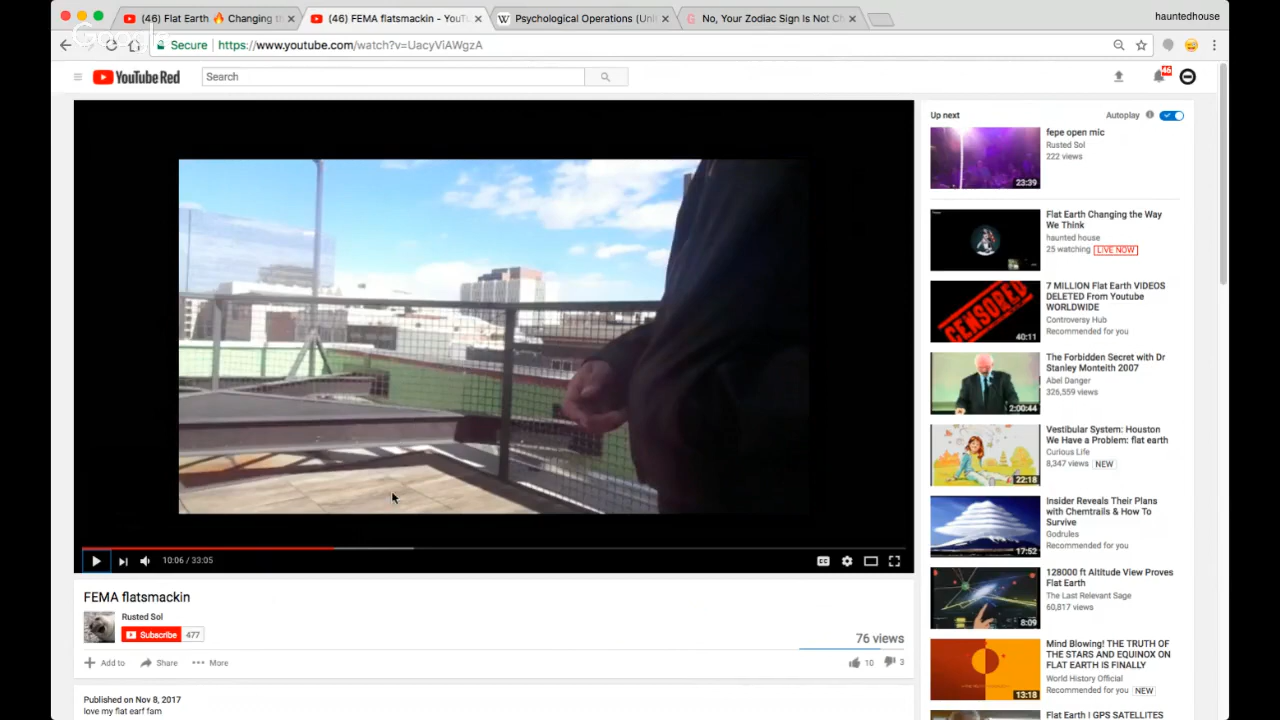 (46) Flat Earth 🔥 Changing th
(46) FEMA flatsmackin - YouTu
W Psychological Operations (Uni
G No, Your Zodiac Sign Is Not Ch
hauntedhouse
Google
Secure
https://www.youtube.com/watch?v=UacyViAWgzA
YouTube Red
Search
46
Up next
Autoplay
fepe open mic
Rusted Sol
222 views
23:39
Flat Earth Changing the Way
We Think
haunted house
25 watching LIVE NOW
7 MILLION Flat Earth VIDEOS
DELETED From Youtube
WORLDWIDE
Controversy Hub
Recommended for you
CENSORED
40:11
The Forbidden Secret with Dr
Stanley Monteith 2007
Abel Danger
326,559 views
2:00:44
Vestibular System: Houston
We Have a Problem: flat earth
Curious Life
8,347 views NEW
22:18
Insider Reveals Their Plans
with Chemtrails & How To
Survive
Godrules
Recommended for you
17:52
128000 ft Altitude View Proves
Flat Earth
The Last Relevant Sage
60,817 views
8:09
Mind Blowing! THE TRUTH OF
THE STARS AND EQUINOX ON
FLAT EARTH IS FINALLY
World History Official
Recommended for you NEW
13:18
Flat Earth I GPS SATELLITES
10:06 / 33:05
CC
FEMA flatsmackin
Rusted Sol
Subscribe 477
76 views
Add to
Share
More
10
3
Published on Nov 8, 2017
love my flat earf fam